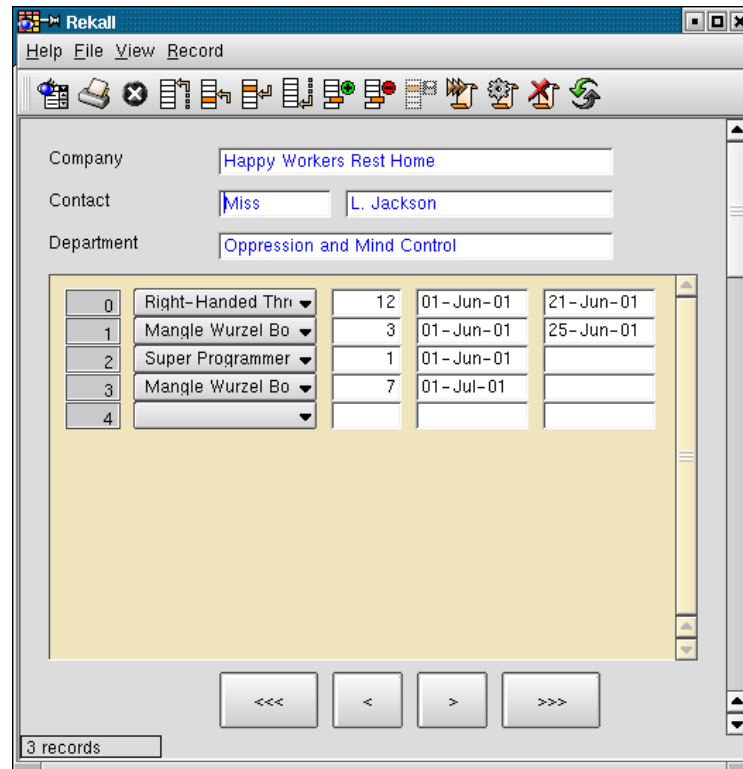 Rekall
Help File View Record
Company Happy Workers Rest Home
Contact Miss L. Jackson
Department Oppression and Mind Control
0 Right-Handed Thr 12 01-Jun-01 21-Jun-01
1 Mangle Wurzel Bo 3 01-Jun-01 25-Jun-01
2 Super Programmer 1 01-Jun-01
3 Mangle Wurzel Bo 7 01-Jul-01
4
<<< < > >>>
3 records